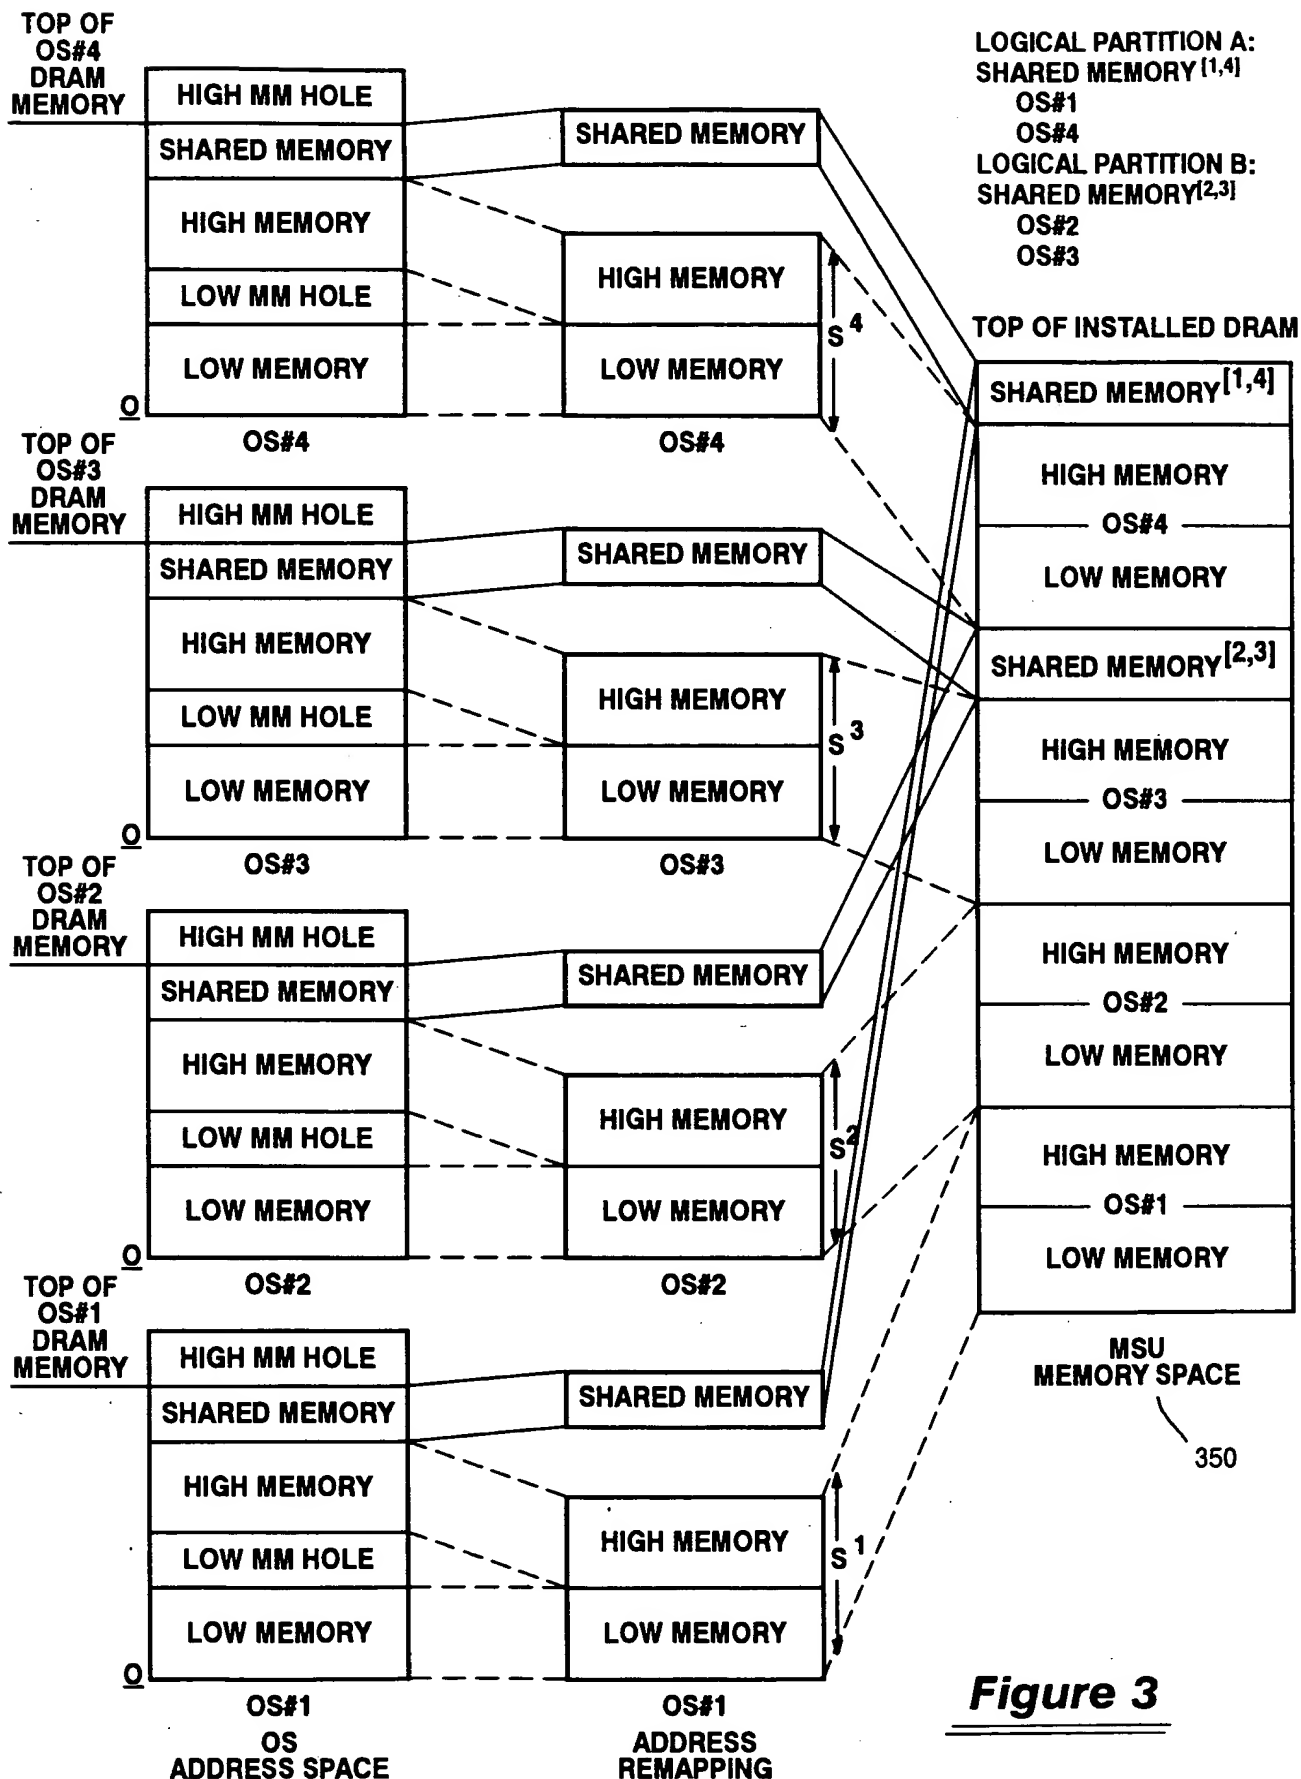 TOP OF
OS#4
DRAM
MEMORY
HIGH MM HOLE
SHARED MEMORY
HIGH MEMORY
LOW MM HOLE
LOW MEMORY
0
OS#4
SHARED MEMORY
HIGH MEMORY
LOW MEMORY
S4
OS#4
TOP OF
OS#3
DRAM
MEMORY
HIGH MM HOLE
SHARED MEMORY
HIGH MEMORY
LOW MM HOLE
LOW MEMORY
0
OS#3
SHARED MEMORY
HIGH MEMORY
LOW MEMORY
S3
OS#3
TOP OF
OS#2
DRAM
MEMORY
HIGH MM HOLE
SHARED MEMORY
HIGH MEMORY
LOW MM HOLE
LOW MEMORY
0
OS#2
SHARED MEMORY
HIGH MEMORY
LOW MEMORY
S2
OS#2
TOP OF
OS#1
DRAM
MEMORY
HIGH MM HOLE
SHARED MEMORY
HIGH MEMORY
LOW MM HOLE
LOW MEMORY
0
OS#1
OS
ADDRESS SPACE
SHARED MEMORY
HIGH MEMORY
LOW MEMORY
S1
OS#1
ADDRESS
REMAPPING
LOGICAL PARTITION A:
SHARED MEMORY [1,4]
OS#1
OS#4
LOGICAL PARTITION B:
SHARED MEMORY[2,3]
OS#2
OS#3
TOP OF INSTALLED DRAM
SHARED MEMORY[1,4]
HIGH MEMORY
OS#4
LOW MEMORY
SHARED MEMORY[2,3]
HIGH MEMORY
OS#3
LOW MEMORY
HIGH MEMORY
OS#2
LOW MEMORY
HIGH MEMORY
OS#1
LOW MEMORY
MSU
MEMORY SPACE
350
Figure 3